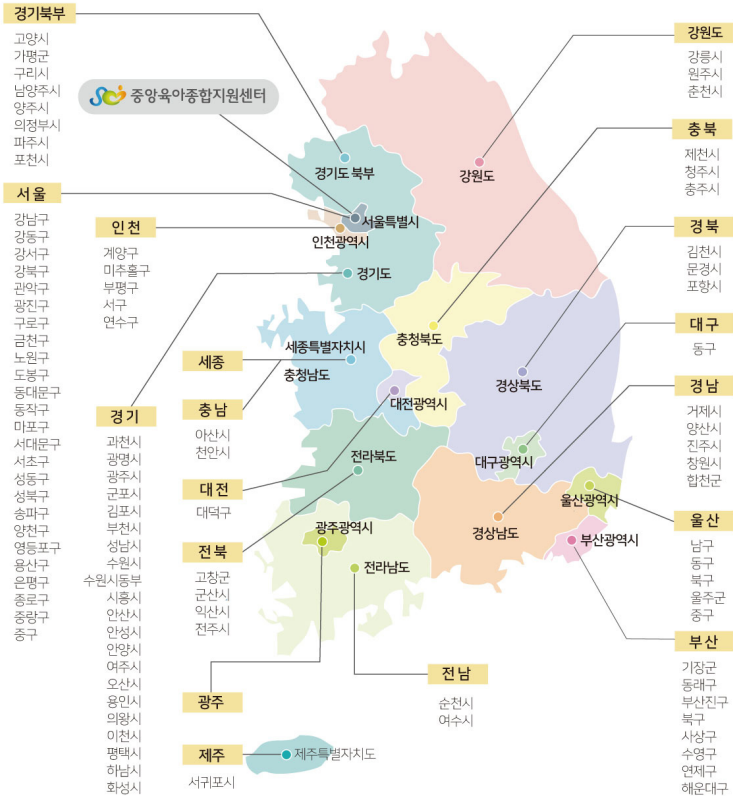 경기북부
고양시
가평군
구리시
남양주시
양주시
의정부시
파주시
포천시
중앙육아종합지원센터
서울
강남구
강동구
강서구
강북구
관악구
광진구
구로구
금천구
노원구
도봉구
동대문구
동작구
마포구
서대문구
서초구
성동구
성북구
송파구
양천구
영등포구
용산구
은평구
종로구
중랑구
중구
인천
계양구
미추홀구
부평구
서구
연수구
경기
과천시
광명시
광주시
군포시
김포시
부천시
성남시
수원시
수원시동부
시흥시
안산시
안성시
안양시
여주시
오산시
용인시
의왕시
이천시
평택시
하남시
화성시
세종
충남
아산시
천안시
대전
대덕구
전북
고창군
군산시
익산시
전주시
광주
제주
서귀포시
경기도 북부
서울특별시
인천광역시
경기도
강원도
세종특별자치시
충청남도
충청북도
대전광역시
경상북도
전라북도
대구광역시
울산광역시
광주광역시
경상남도
부산광역시
전라남도
제주특별자치도
전남
순천시
여수시
강원도
강릉시
원주시
춘천시
충북
제천시
청주시
충주시
경북
김천시
문경시
포항시
대구
동구
경남
거제시
양산시
진주시
창원시
합천군
울산
남구
동구
북구
울주군
중구
부산
기장군
동래구
부산진구
북구
사상구
수영구
연제구
해운대구